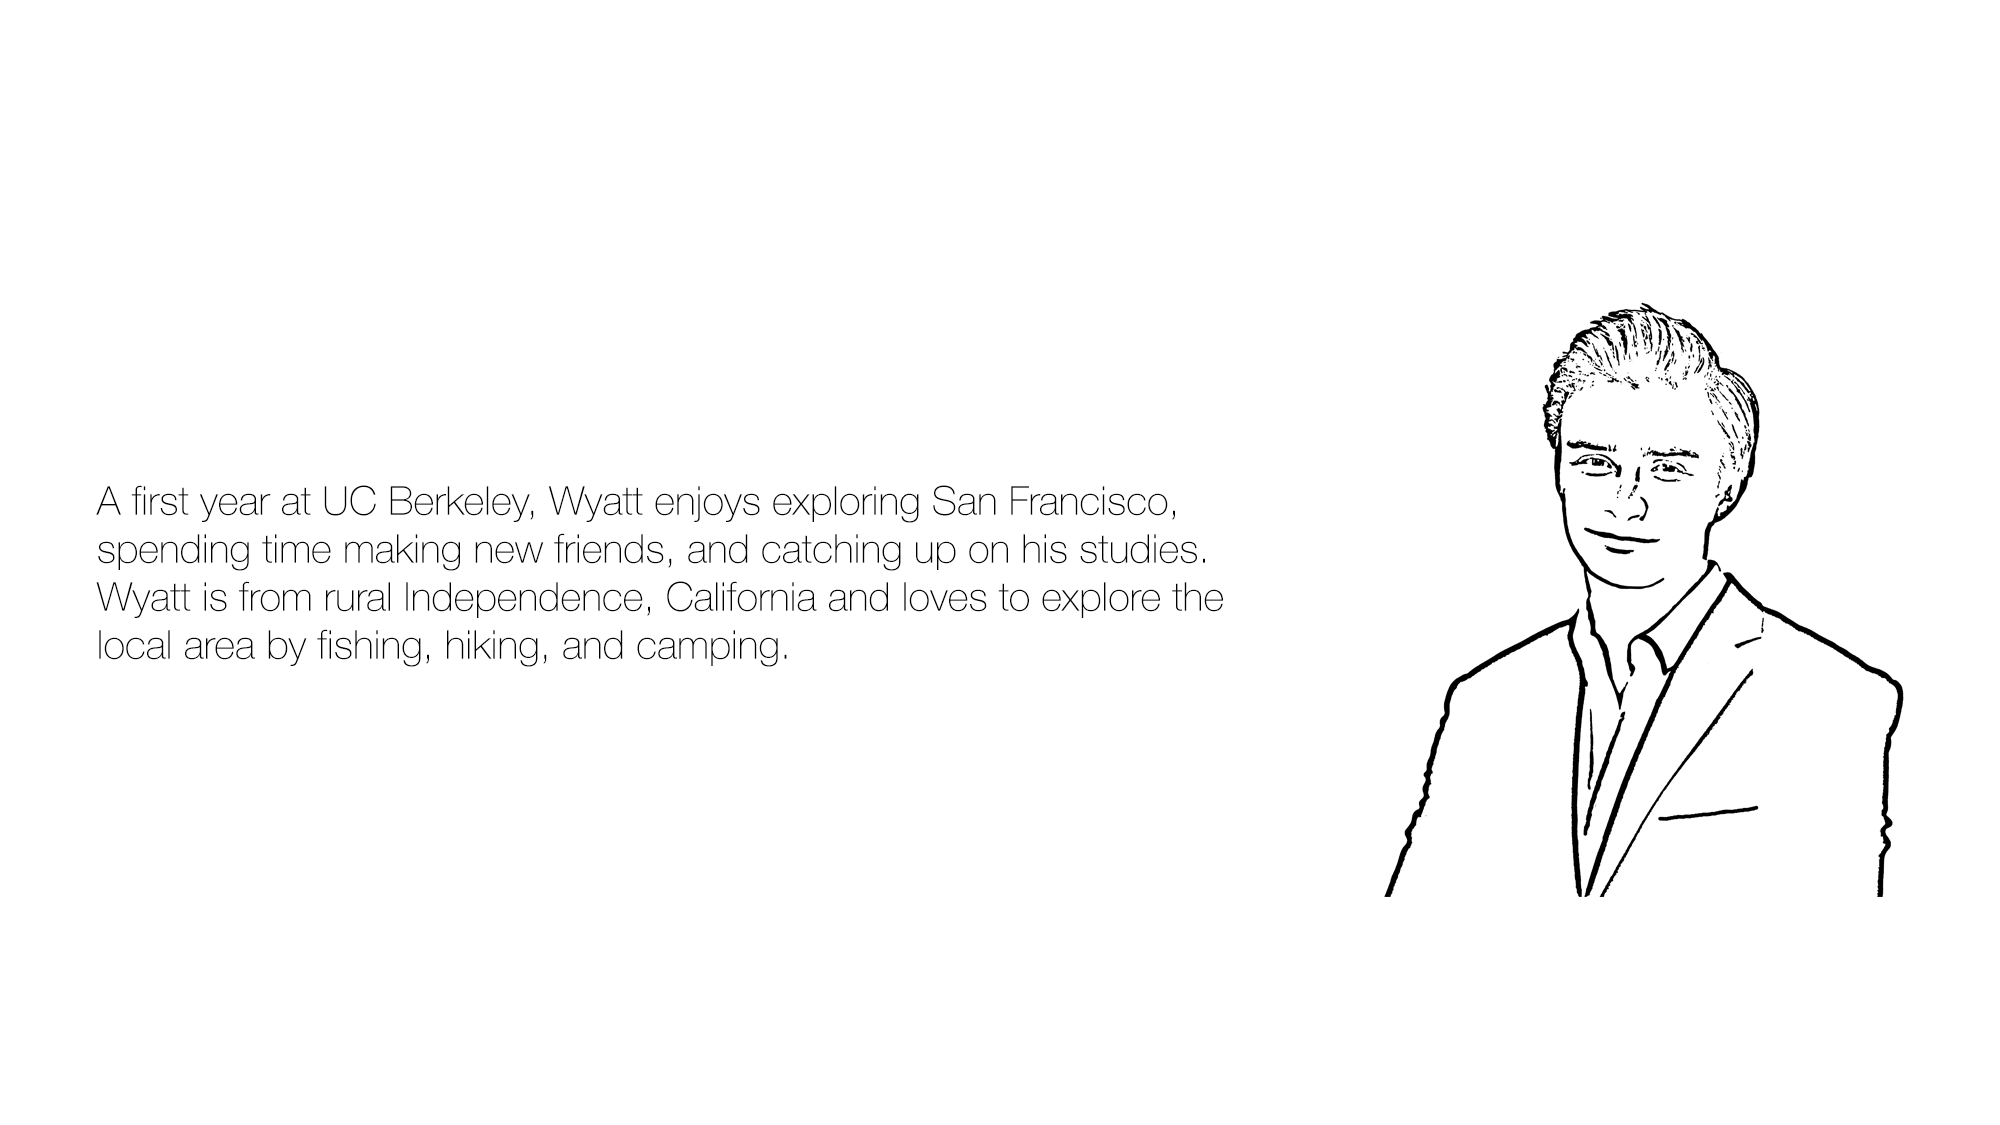 A first year at UC Berkeley, Wyatt enjoys exploring San Francisco,
spending time making new friends, and catching up on his studies.
Wyatt is from rural Independence, California and loves to explore the
local area by fishing, hiking, and camping.